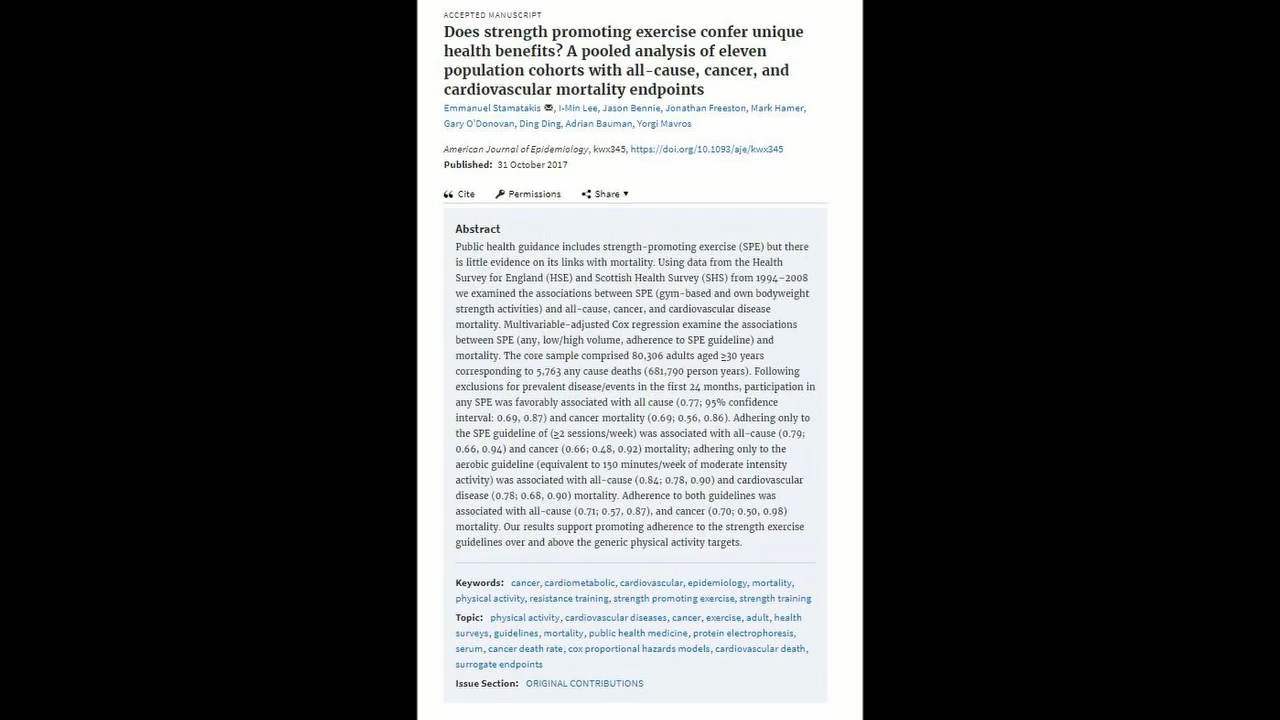 ACCEPTED MANUSCRIPT
Does strength promoting exercise confer unique
health benefits? A pooled analysis of eleven
population cohorts with all-cause, cancer, and
cardiovascular mortality endpoints
Emmanuel Stamatakis, I-Min Lee, Jason Bennie, Jonathan Freeston, Mark Hamer,
Gary O'Donovan, Ding Ding, Adrian Bauman, Yorgi Mavros
American Journal of Epidemiology, kwx345, https://doi.org/10.1093/aje/kwx345
Published: 31 October 2017
Cite Permissions Share
Abstract
Public health guidance includes strength-promoting exercise (SPE) but there
is little evidence on its links with mortality. Using data from the Health
Survey for England (HSE) and Scottish Health Survey (SHS) from 1994–2008
we examined the associations between SPE (gym-based and own bodyweight
strength activities) and all-cause, cancer, and cardiovascular disease
mortality. Multivariable-adjusted Cox regression examine the associations
between SPE (any, low/high volume, adherence to SPE guideline) and
mortality. The core sample comprised 80,306 adults aged ≥30 years
corresponding to 5,763 any cause deaths (681,790 person years). Following
exclusions for prevalent disease/events in the first 24 months, participation in
any SPE was favorably associated with all cause (0.77; 95% confidence
interval: 0.69, 0.87) and cancer mortality (0.69; 0.56, 0.86). Adhering only to
the SPE guideline of (≥2 sessions/week) was associated with all-cause (0.79;
0.66, 0.94) and cancer (0.66; 0.48, 0.92) mortality; adhering only to the
aerobic guideline (equivalent to 150 minutes/week of moderate intensity
activity) was associated with all-cause (0.84; 0.78, 0.90) and cardiovascular
disease (0.78; 0.68, 0.90) mortality. Adherence to both guidelines was
associated with all-cause (0.71; 0.57, 0.87), and cancer (0.70; 0.50, 0.98)
mortality. Our results support promoting adherence to the strength exercise
guidelines over and above the generic physical activity targets.
Keywords: cancer, cardiometabolic, cardiovascular, epidemiology, mortality,
physical activity, resistance training, strength promoting exercise, strength training
Topic: physical activity, cardiovascular diseases, cancer, exercise, adult, health
surveys, guidelines, mortality, public health medicine, protein electrophoresis,
serum, cancer death rate, cox proportional hazards models, cardiovascular death,
surrogate endpoints
Issue Section: ORIGINAL CONTRIBUTIONS